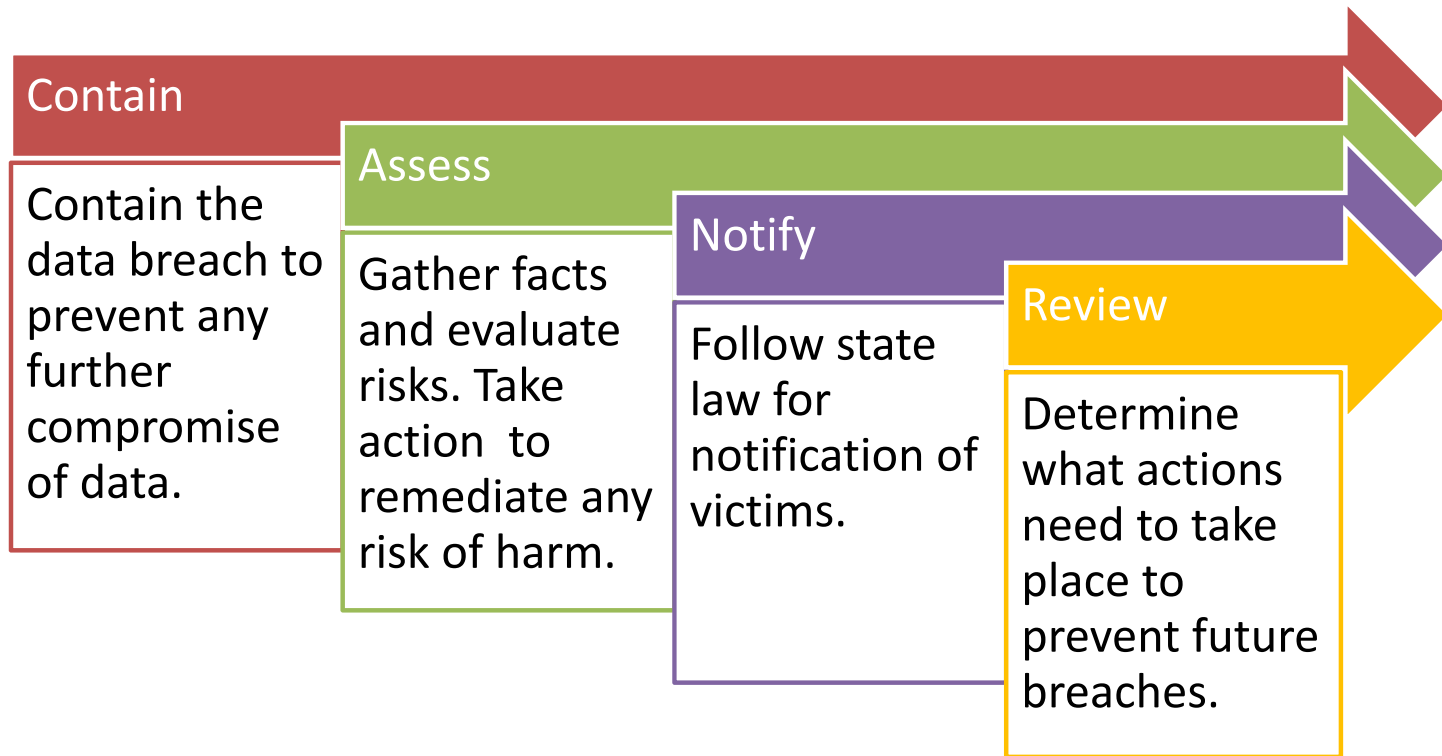 Contain
Contain the
data breach to
prevent any
further
compromise
of data.
Assess
Gather facts
and evaluate
risks. Take
action  to
remediate any
risk of harm.
Notify
Follow state
law for
notification of
victims.
Review
Determine
what actions
need to take
place to
prevent future
breaches.